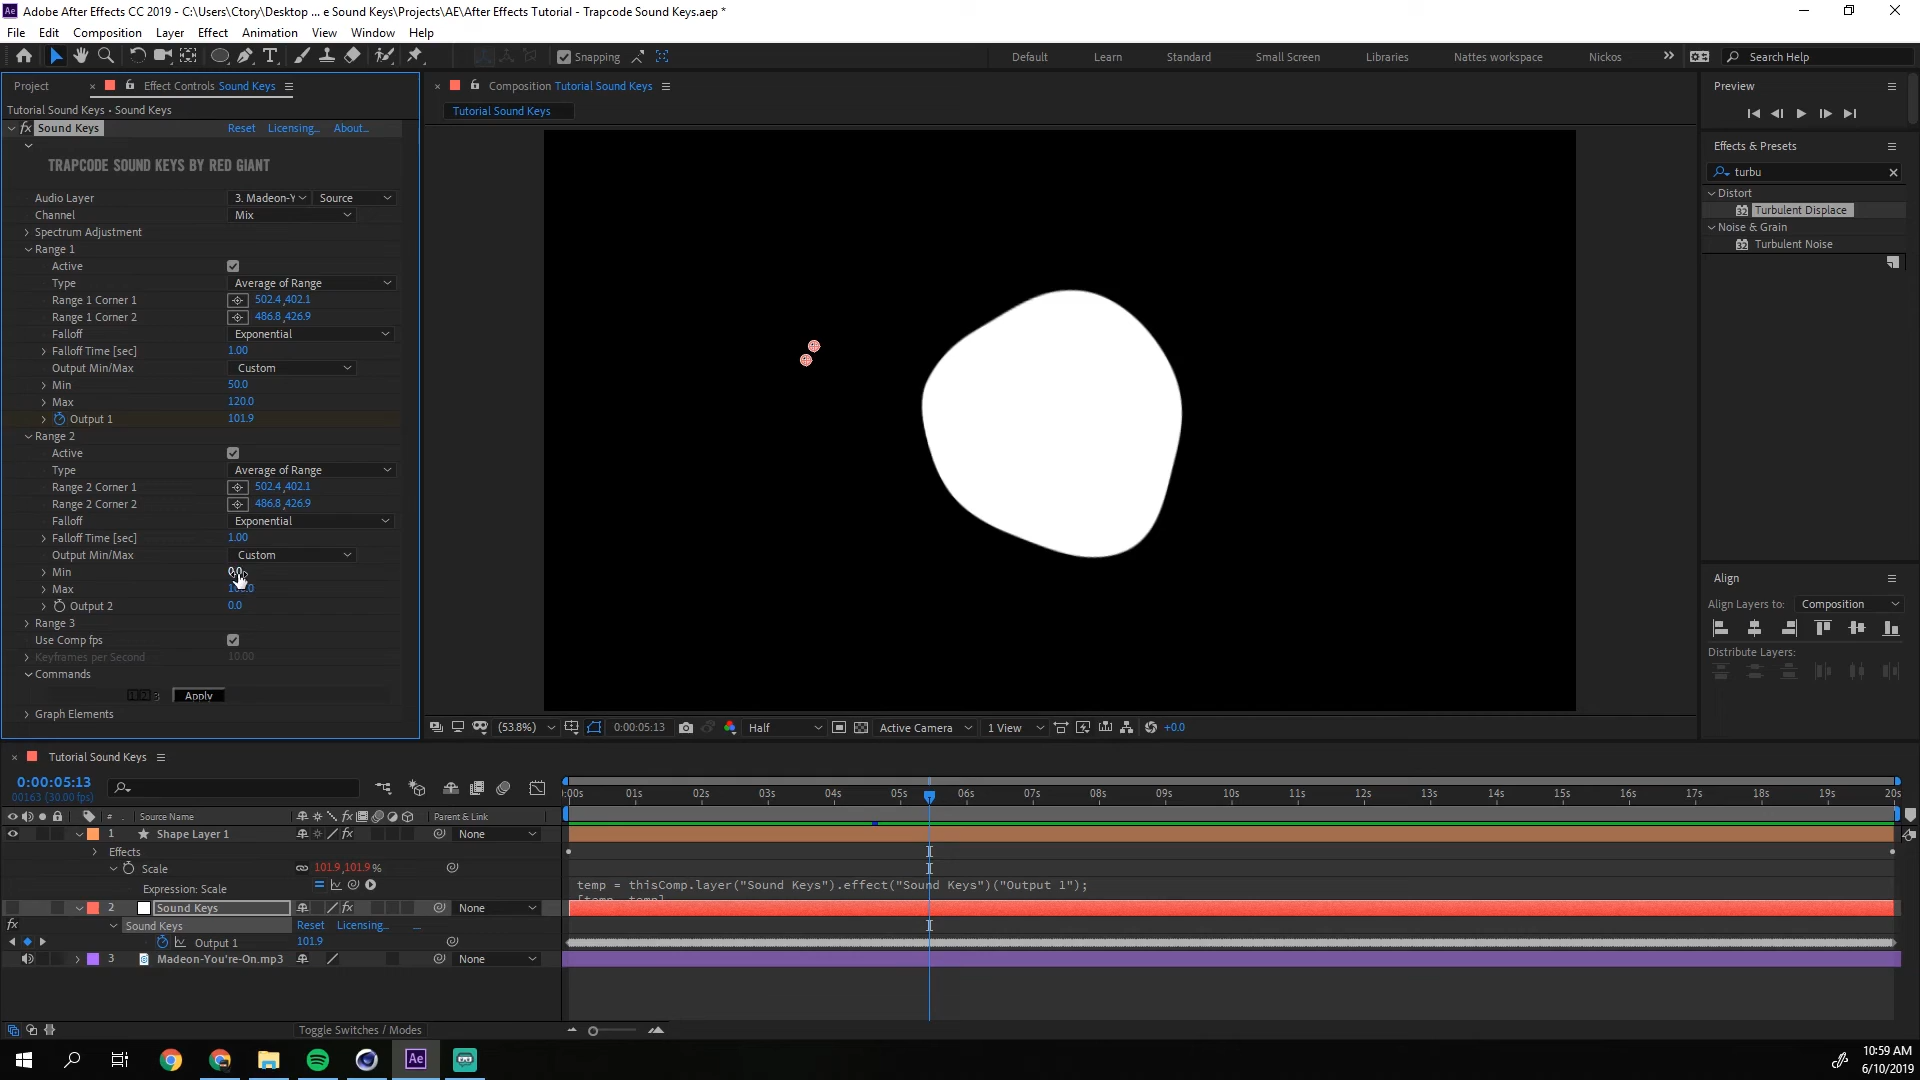 Adobe After Effects CC 2019 - C:\Users\Ctory\Desktop ... e Sound Keys\Projects\AE\After Effects Tutorial - Trapcode Sound Keys.aep *
File Edit Composition Layer Effect Animation View Window Help
Snapping Default Learn Standard Small Screen Libraries Nattes workspace Nickos Search Help
Project Effect Controls Sound Keys
Tutorial Sound Keys • Sound Keys
fx Sound Keys Reset Licensing... About...
TRAPCODE SOUND KEYS BY RED GIANT
Audio Layer 3. Madeon-Y Source
Channel Mix
Spectrum Adjustment
Range 1
Active
Type Average of Range
Range 1 Corner 1 502.4,402.1
Range 1 Corner 2 486.8,426.9
Falloff Exponential
Falloff Time [sec] 1.00
Output Min/Max Custom
Min 50.0
Max 120.0
Output 1 101.9
Range 2
Active
Type Average of Range
Range 2 Corner 1 502.4,402.1
Range 2 Corner 2 486.8,426.9
Falloff Exponential
Falloff Time [sec] 1.00
Output Min/Max Custom
Min
Max
Output 2 0.0
Range 3
Use Comp fps
Keyframes per Second 10.00
Commands
Apply
Graph Elements
Composition Tutorial Sound Keys
Tutorial Sound Keys
(53.8%) 0:00:05:13 Half Active Camera 1 View +0.0
Preview
Effects & Presets
turbu
Distort
32 Turbulent Displace
Noise & Grain
32 Turbulent Noise
Align
Align Layers to: Composition
Distribute Layers:
Tutorial Sound Keys
0:00:05:13
00163 (30.00 fps)
:00s 01s 02s 03s 04s 05s 06s 07s 08s 09s 10s 11s 12s 13s 14s 15s 16s 17s 18s 19s 20s
# Source Name fx Parent & Link
1 Shape Layer 1 fx None
Effects
Scale 101.9,101.9%
Expression: Scale temp = thisComp.layer("Sound Keys").effect("Sound Keys")("Output 1");
[temp, temp]
2 Sound Keys fx None
fx Sound Keys Reset Licensing... ...
Output 1 101.9
3 Madeon-You're-On.mp3 None
Toggle Switches / Modes
Ae
10:59 AM
6/10/2019